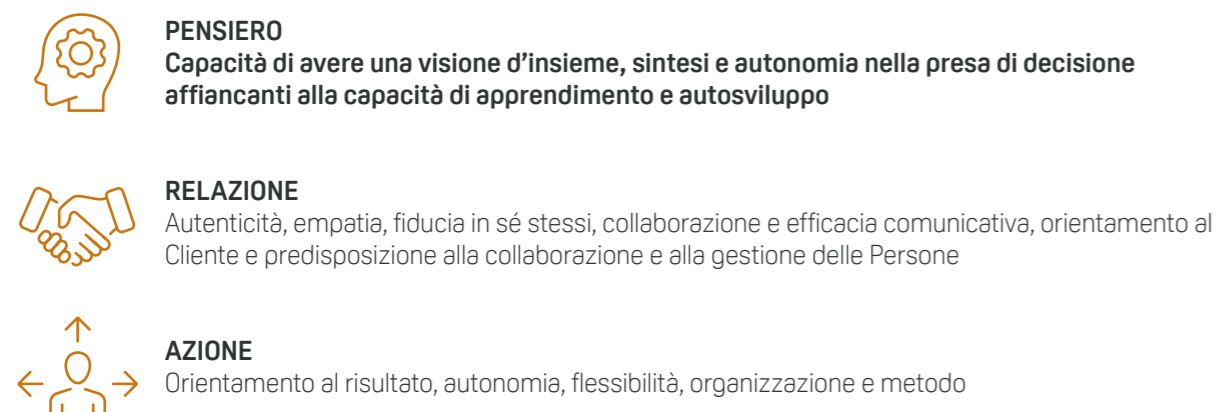 PENSIERO
Capacità di avere una visione d’insieme, sintesi e autonomia nella presa di decisione
affiancanti alla capacità di apprendimento e autosviluppo
RELAZIONE
Autenticità, empatia, fiducia in sé stessi, collaborazione e efficacia comunicativa, orientamento al
Cliente e predisposizione alla collaborazione e alla gestione delle Persone
AZIONE
Orientamento al risultato, autonomia, flessibilità, organizzazione e metodo